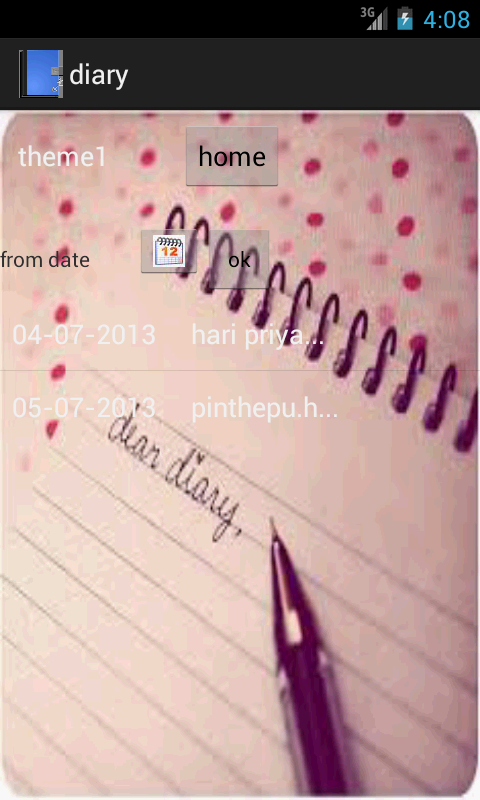 3G 4:08
diary
theme1 home
from date 12 ok
04-07-2013 hari priya...
05-07-2013 pinthepu.h...
dear diary,